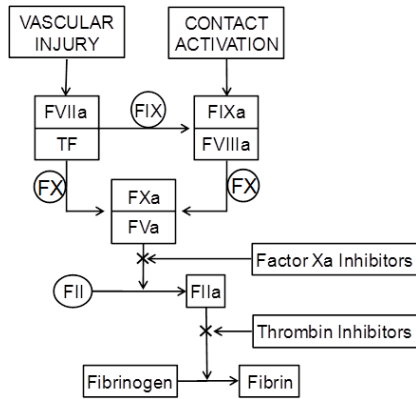 VASCULAR
INJURY
CONTACT
ACTIVATION
FVIIa
TF
FIX
FIXa
FVIIIa
FX
FX
FXa
FVa
Factor Xa Inhibitors
FII
FIIa
Thrombin Inhibitors
Fibrinogen
Fibrin